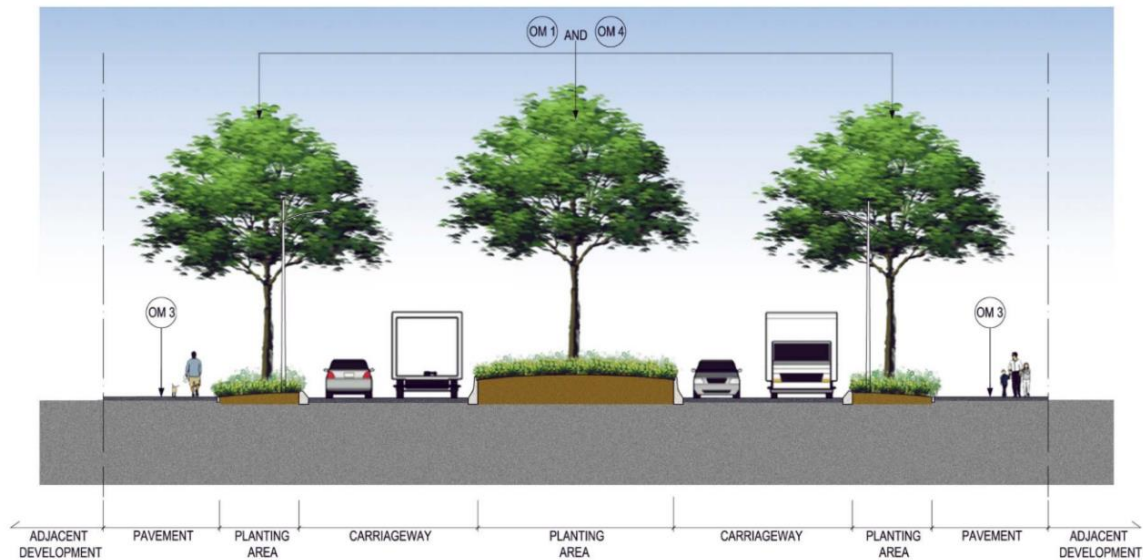 OM 1 AND OM 4
OM 3
OM 3
ADJACENT
DEVELOPMENT
PAVEMENT
PLANTING
AREA
CARRIAGEWAY
PLANTING
AREA
CARRIAGEWAY
PLANTING
AREA
PAVEMENT
ADJACENT
DEVELOPMENT